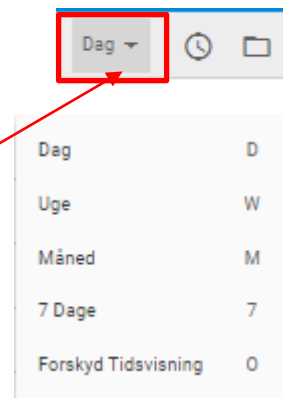 Dag
Dag D
Uge W
Måned M
7 Dage 7
Forskyd Tidsvisning O